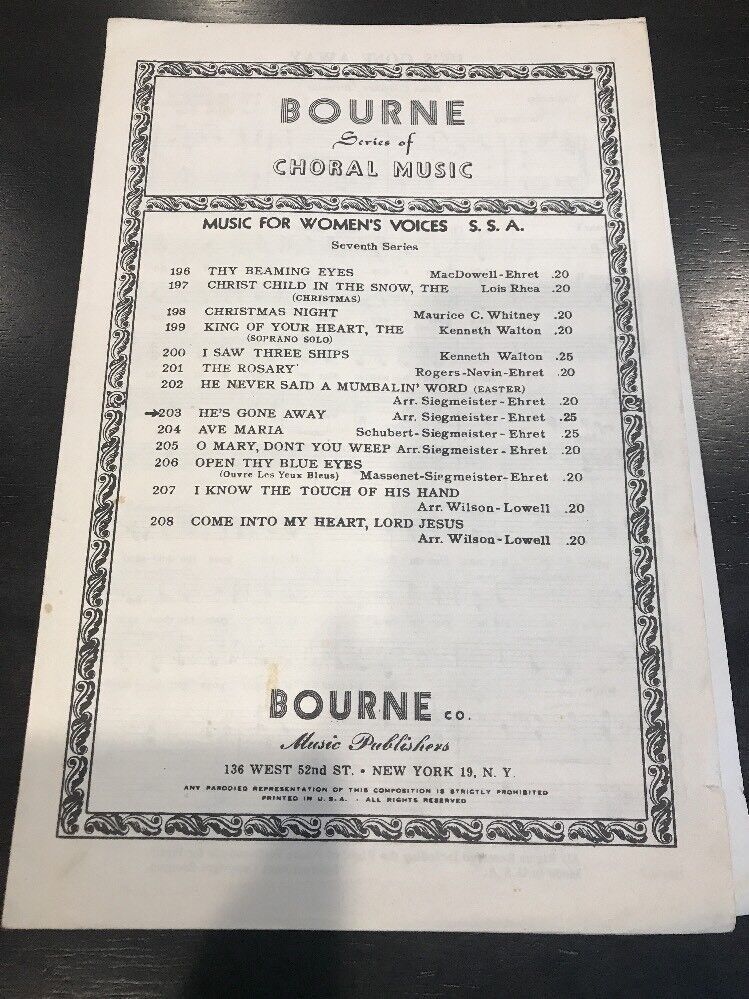 BOURNE
Series of
CHORAL MUSIC
MUSIC FOR WOMEN'S VOICES S. S. A.
Seventh Series
196 THY BEAMING EYES MacDowell-Ehret .20
197 CHRIST CHILD IN THE SNOW, THE Lois Rhea .20
(CHRISTMAS)
198 CHRISTMAS NIGHT Maurice C. Whitney .20
199 KING OF YOUR HEART, THE Kenneth Walton .20
(SOPRANO SOLO)
200 I SAW THREE SHIPS Kenneth Walton .25
201 THE ROSARY Rogers-Nevin-Ehret .20
202 HE NEVER SAID A MUMBALIN' WORD (EASTER)
Arr. Siegmeister-Ehret .20
→203 HE'S GONE AWAY Arr. Siegmeister-Ehret .25
204 AVE MARIA Schubert-Siegmeister-Ehret .25
205 O MARY, DONT YOU WEEP Arr. Siegmeister-Ehret .20
206 OPEN THY BLUE EYES
(Ouvre Les Yeux Bleus) Massenet-Siegmeister-Ehret .20
207 I KNOW THE TOUCH OF HIS HAND
Arr. Wilson-Lowell .20
208 COME INTO MY HEART, LORD JESUS
Arr. Wilson-Lowell .20
BOURNE CO.
Music Publishers
136 WEST 52nd ST. • NEW YORK 19, N. Y.
ANY PARODIED REPRESENTATION OF THIS COMPOSITION IS STRICTLY PROHIBITED
PRINTED IN U. S. A. · ALL RIGHTS RESERVED